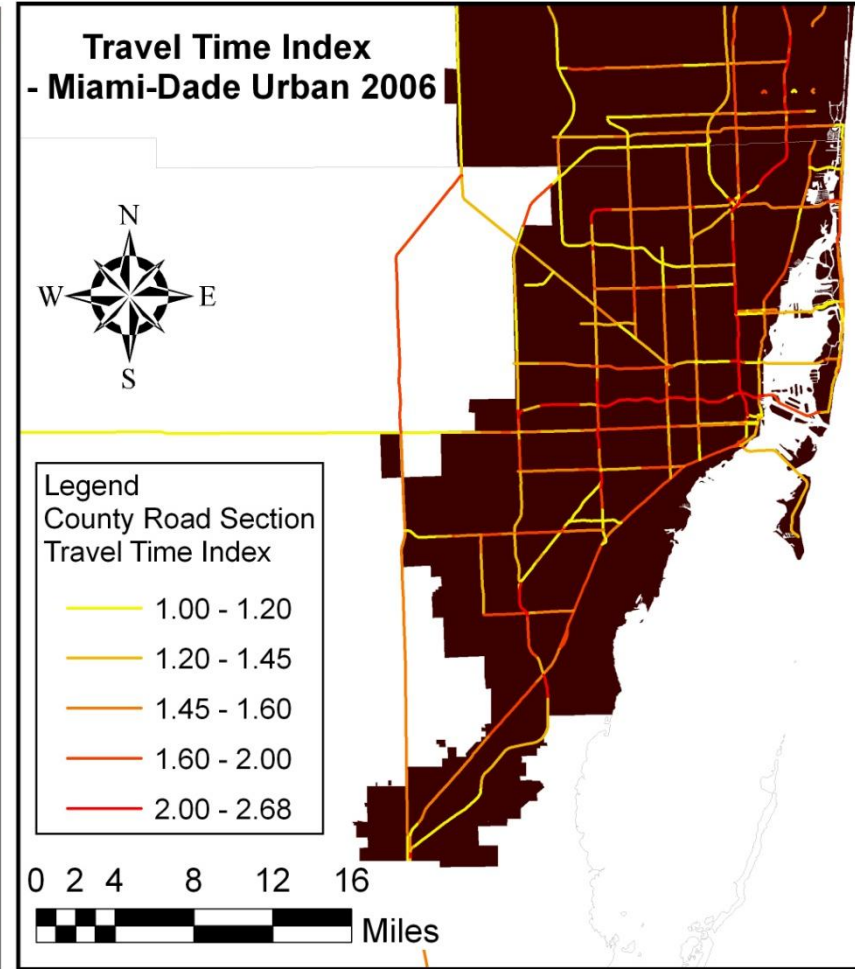 Travel Time Index
- Miami-Dade Urban 2006
N
W
E
S
Legend
County Road Section
Travel Time Index
1.00 - 1.20
1.20 - 1.45
1.45 - 1.60
1.60 - 2.00
2.00 - 2.68
0 2 4 8 12 16
Miles